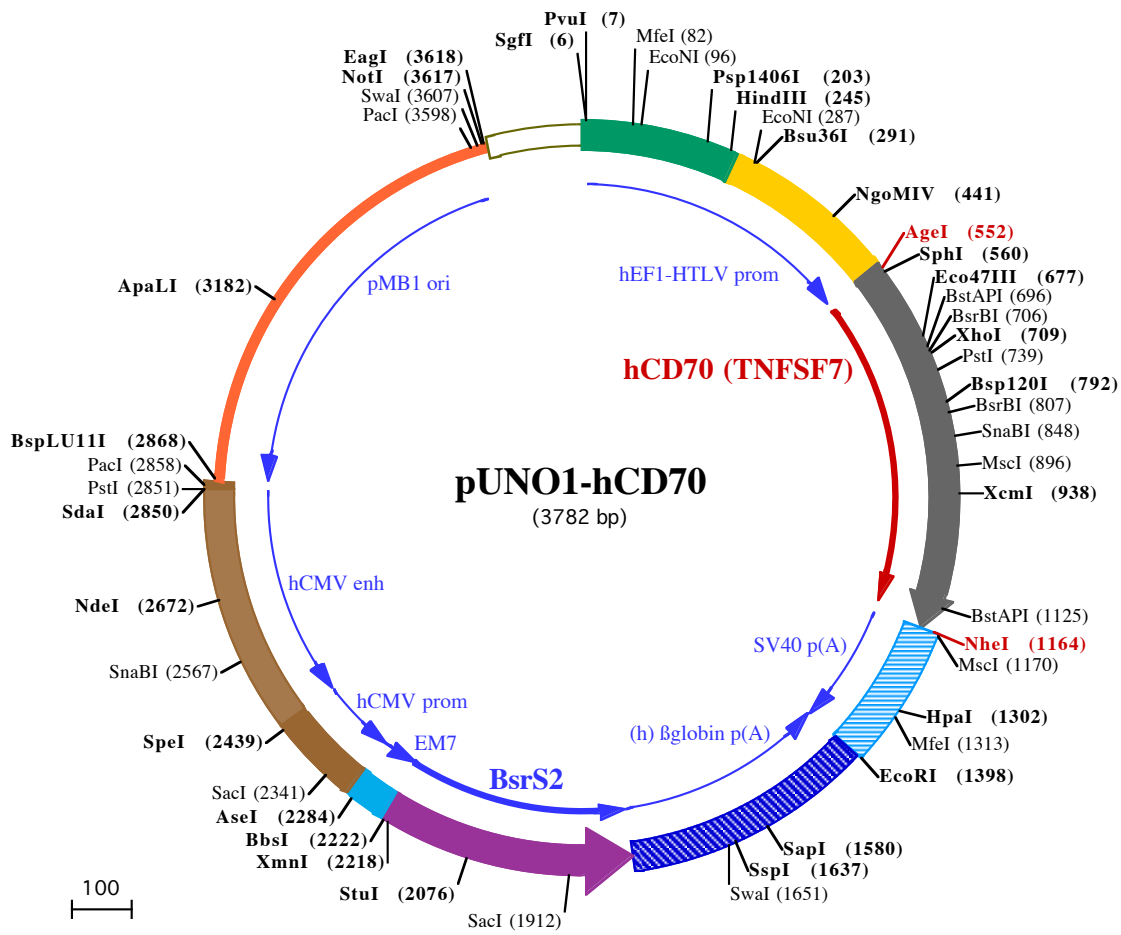 PvuI (7)
SgfI (6)
MfeI (82)
EcoNI (96)
EagI (3618)
NotI (3617)
SwaI (3607)
PacI (3598)
Psp1406I (203)
HindIII (245)
EcoNI (287)
Bsu36I (291)
NgoMIV (441)
AgeI (552)
SphI (560)
Eco47III (677)
BstAPI (696)
BsrBI (706)
XhoI (709)
PstI (739)
Bsp120I (792)
BsrBI (807)
SnaBI (848)
MscI (896)
XcmI (938)
BstAPI (1125)
NheI (1164)
MscI (1170)
HpaI (1302)
MfeI (1313)
EcoRI (1398)
SapI (1580)
SspI (1637)
SwaI (1651)
SacI (1912)
StuI (2076)
XmnI (2218)
BbsI (2222)
AseI (2284)
SacI (2341)
SpeI (2439)
SnaBI (2567)
NdeI (2672)
SdaI (2850)
PstI (2851)
PacI (2858)
BspLU11I (2868)
ApaLI (3182)
pMB1 ori
hEF1-HTLV prom
hCD70 (TNFSF7)
pUNO1-hCD70
(3782 bp)
hCMV enh
SV40 p(A)
hCMV prom
(h) ßglobin p(A)
EM7
BsrS2
100